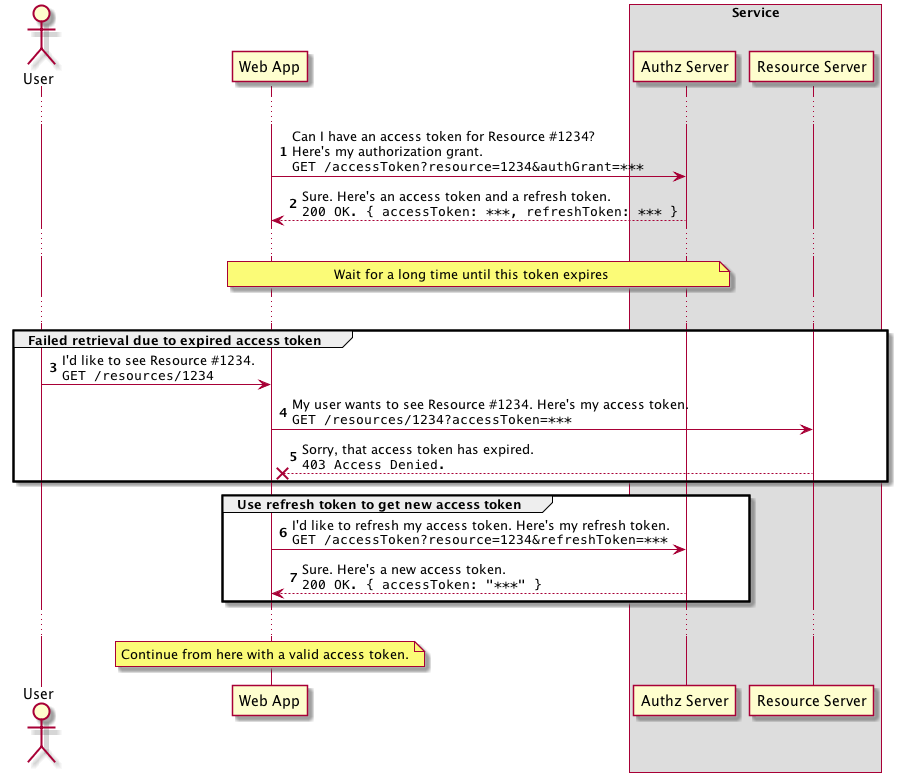 Service
User
Web App
Authz Server
Resource Server
Can I have an access token for Resource #1234?
1 Here's my authorization grant.
GET /accessToken?resource=1234&authGrant=***
Sure. Here's an access token and a refresh token.
2 200 OK. { accessToken: ***, refreshToken: *** }
Wait for a long time until this token expires
Failed retrieval due to expired access token
3 I'd like to see Resource #1234.
GET /resources/1234
My user wants to see Resource #1234. Here's my access token.
4 GET /resources/1234?accessToken=***
Sorry, that access token has expired.
5 403 Access Denied.
Use refresh token to get new access token
I'd like to refresh my access token. Here's my refresh token.
6 GET /accessToken?resource=1234&refreshToken=***
Sure. Here's a new access token.
7 200 OK. { accessToken: "***" }
Continue from here with a valid access token.
User
Web App
Authz Server
Resource Server